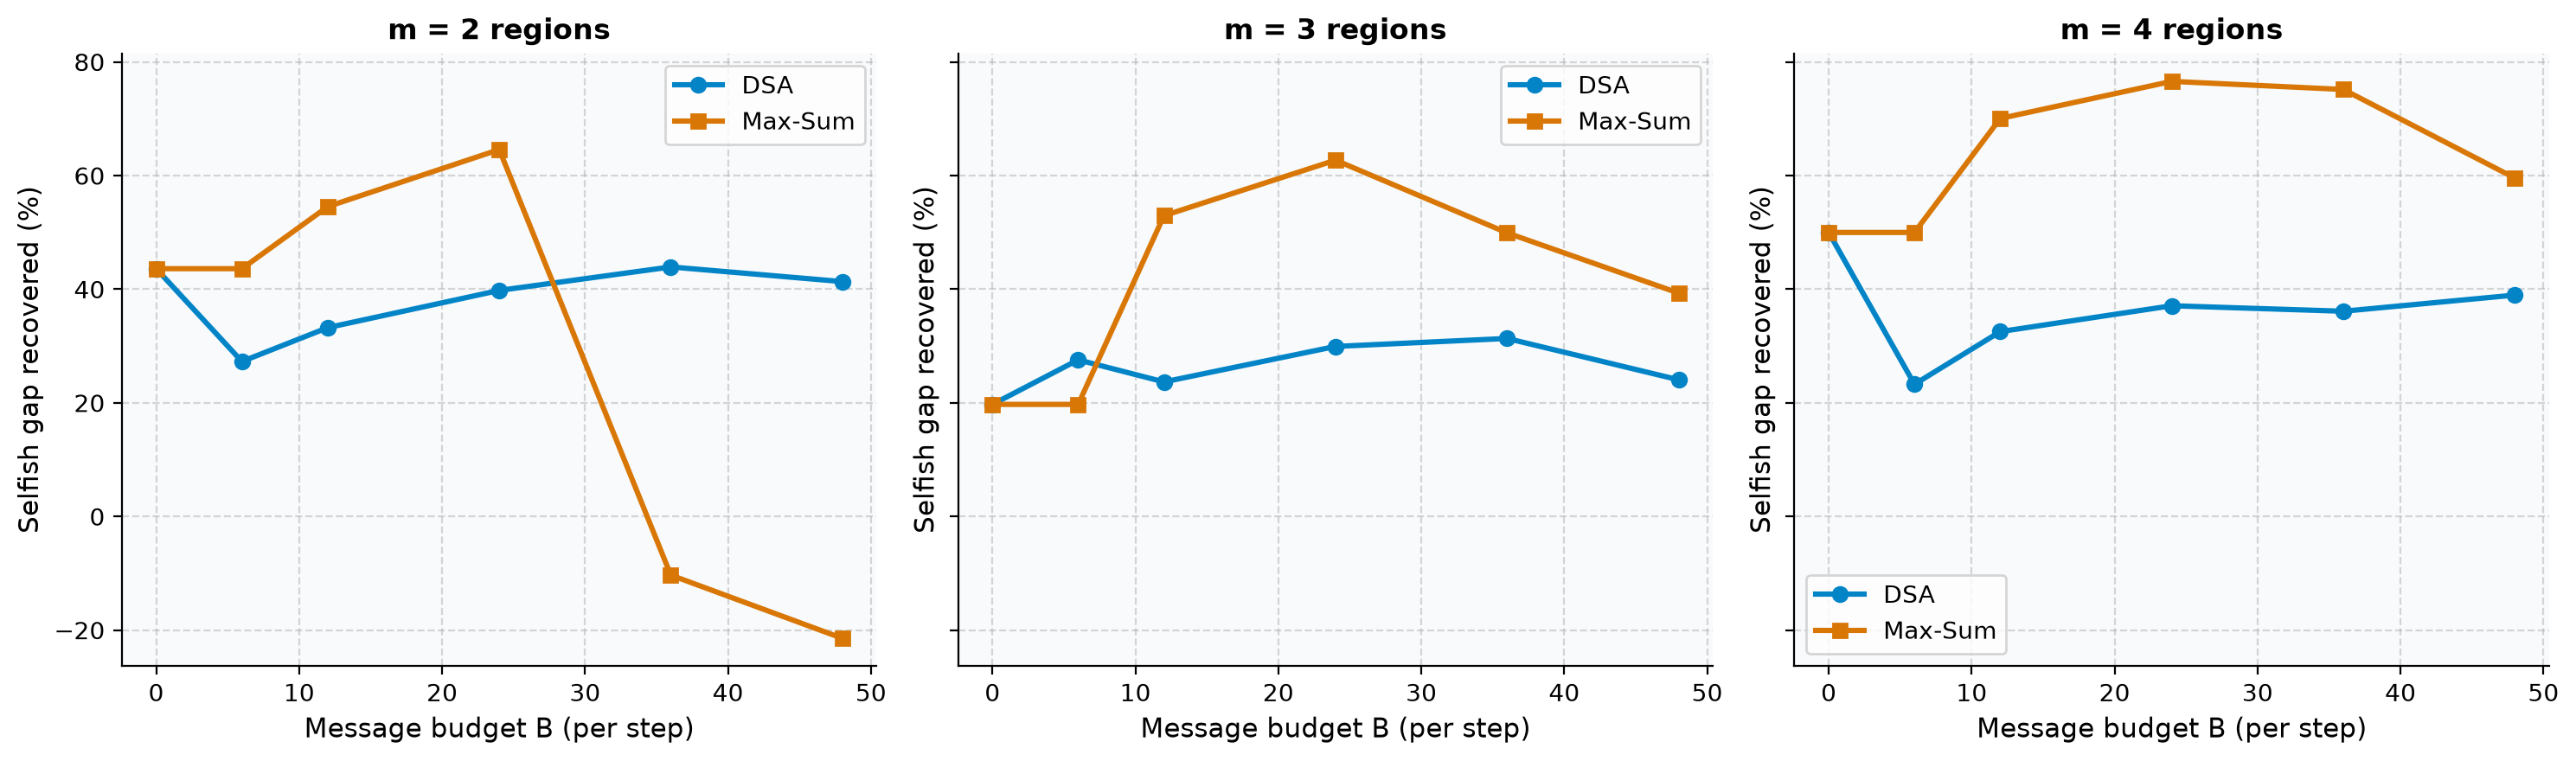 m = 2 regions
Selfish gap recovered (%)
80
60
40
20
0
−20
DSA
Max-Sum
0 10 20 30 40 50
Message budget B (per step)
m = 3 regions
Selfish gap recovered (%)
DSA
Max-Sum
0 10 20 30 40 50
Message budget B (per step)
m = 4 regions
Selfish gap recovered (%)
DSA
Max-Sum
0 10 20 30 40 50
Message budget B (per step)